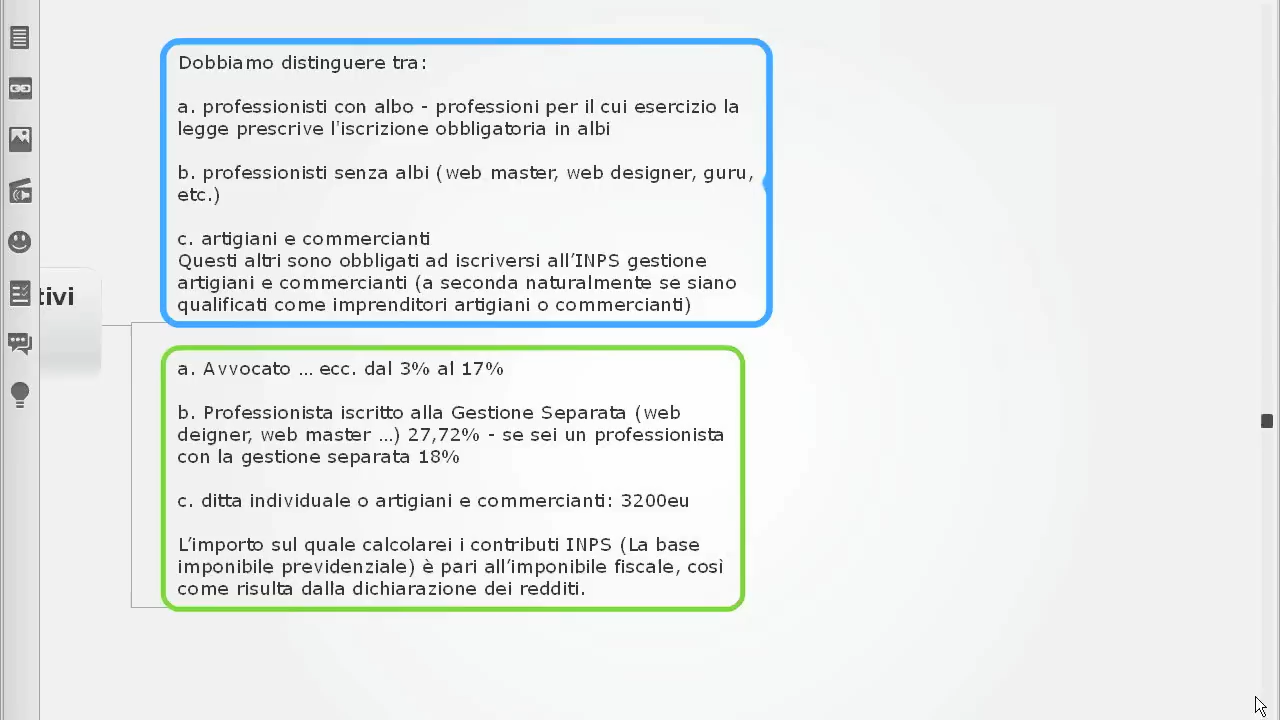 Dobbiamo distinguere tra:
a. professionisti con albo - professioni per il cui esercizio la
legge prescrive l'iscrizione obbligatoria in albi
b. professionisti senza albi (web master, web designer, guru,
etc.)
c. artigiani e commercianti
Questi altri sono obbligati ad iscriversi all’INPS gestione
artigiani e commercianti (a seconda naturalmente se siano
qualificati come imprenditori artigiani o commercianti)
tivi
a. Avvocato ... ecc. dal 3% al 17%
b. Professionista iscritto alla Gestione Separata (web
deigner, web master ...) 27,72% - se sei un professionista
con la gestione separata 18%
c. ditta individuale o artigiani e commercianti: 3200eu
L’importo sul quale calcolarei i contributi INPS (La base
imponibile previdenziale) è pari all’imponibile fiscale, così
come risulta dalla dichiarazione dei redditi.